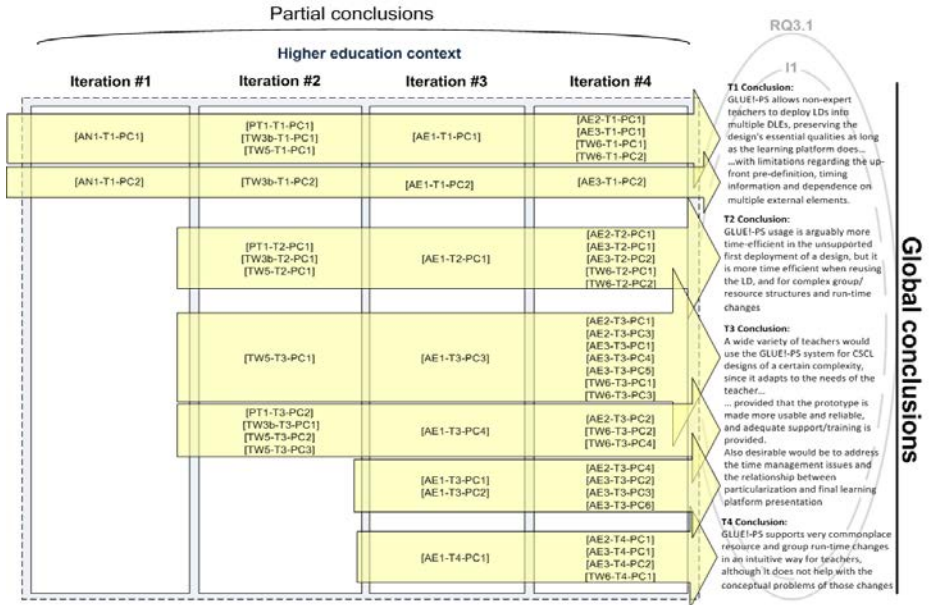 Partial conclusions
Higher education context
Iteration #1
Iteration #2
Iteration #3
Iteration #4
[AN1-T1-PC1]
[PT1-T1-PC1]
[TW3b-T1-PC1]
[TW5-T1-PC1]
[AE1-T1-PC1]
[AE2-T1-PC1]
[AE3-T1-PC1]
[TW6-T1-PC1]
[TW6-T1-PC2]
[AN1-T1-PC2]
[TW3b-T1-PC2]
[AE1-T1-PC2]
[AE3-T1-PC2]
[PT1-T2-PC1]
[TW3b-T2-PC1]
[TW5-T2-PC1]
[AE1-T2-PC1]
[AE2-T2-PC1]
[AE3-T2-PC1]
[AE3-T2-PC2]
[TW6-T2-PC1]
[TW6-T2-PC2]
[TW5-T3-PC1]
[AE1-T3-PC3]
[AE2-T3-PC1]
[AE2-T3-PC3]
[AE3-T3-PC1]
[AE3-T3-PC4]
[AE3-T3-PC5]
[TW6-T3-PC1]
[TW6-T3-PC3]
[PT1-T3-PC2]
[TW3b-T3-PC1]
[TW5-T3-PC2]
[TW5-T3-PC3]
[AE1-T3-PC4]
[AE2-T3-PC2]
[TW6-T3-PC2]
[TW6-T3-PC4]
[AE1-T3-PC1]
[AE1-T3-PC2]
[AE2-T3-PC4]
[AE3-T3-PC2]
[AE3-T3-PC3]
[AE3-T3-PC6]
[AE1-T4-PC1]
[AE2-T4-PC1]
[AE3-T4-PC1]
[AE3-T4-PC2]
[TW6-T4-PC1]
RQ3.1
I1
T1 Conclusion:
GLUE!-PS allows non-expert
teachers to deploy LDs into
multiple DLEs, preserving the
design's essential qualities as long
as the learning platform does...
...with limitations regarding the up-
front pre-definition, timing
information and dependence on
multiple external elements.
T2 Conclusion:
GLUE!-PS usage is arguably more
time-efficient in the unsupported
first deployment of a design, but it
is more time efficient when reusing
the LD, and for complex group/
resource structures and run-time
changes
T3 Conclusion:
A wide variety of teachers would
use the GLUE!-PS system for CSCL
designs of a certain complexity,
since it adapts to the needs of the
teacher...
... provided that the prototype is
made more usable and reliable,
and adequate support/training is
provided.
Also desirable would be to address
the time management issues and
the relationship between
particularization and final learning
platform presentation
T4 Conclusion:
GLUE!-PS supports very commonplace
resource and group run-time changes
in an intuitive way for teachers,
although it does not help with the
conceptual problems of those changes
Global conclusions